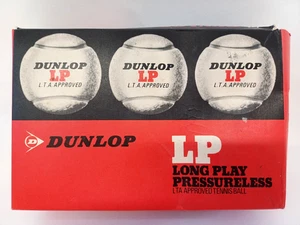 DUNLOP
LP
L.T.A. APPROVED
DUNLOP
LP
L.T.A. APPROVED
DUNLOP
LP
L.T.A. APPROVED
DUNLOP
LP
LONG PLAY
PRESSURELESS
LTA APPROVED TENNIS BALL